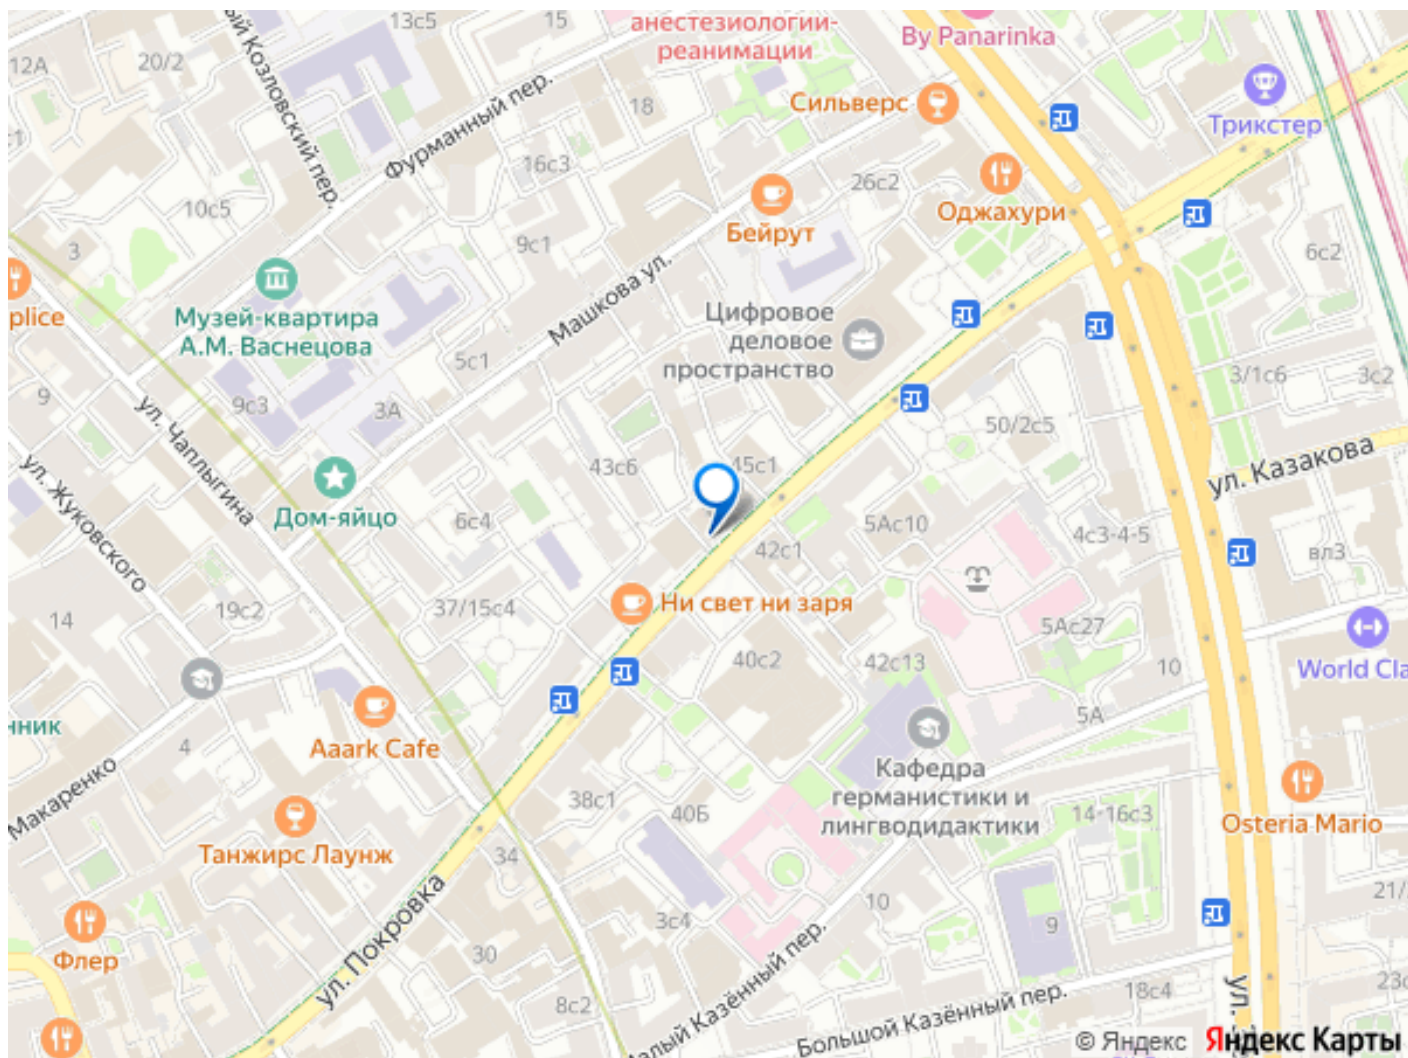 13с5
15
анестезиологии-
реанимации
By Panarinka
12А
20/2
ый Козловский пер.
Фурманный пер.
18
Сильверс
Трикстер
16с3
26с2
Оджахури
10с5
Бейрут
9с1
3
6с2
plice
Музей-квартира
А.М. Васнецова
Машкова ул.
Цифровое
деловое
пространство
5с1
9
9с3
3А
3/1с6
3с2
ул. Чаплыгина
50/2с5
ул. Казакова
43с6
45с1
ул. Жуковского
Дом-яйцо
6с4
5Ас10
4с3-4-5
42с1
вл3
14
19с2
37/15с4
Ни свет ни заря
5Ас27
40с2
42с13
10
World Cla
5А
нник
4
Aaark Cafe
Кафедра
германистики и
лингводидактики
Макаренко
38с1
40Б
14-16с3
Osteria Mario
Танжирс Лаунж
34
ул. Покровка
3с4
10
9
21/
Флер
30
алый Казённый пер.
8с2
Большой Казённый пер.
18с4
ул.
23с
© Яндекс Яндекс Карты